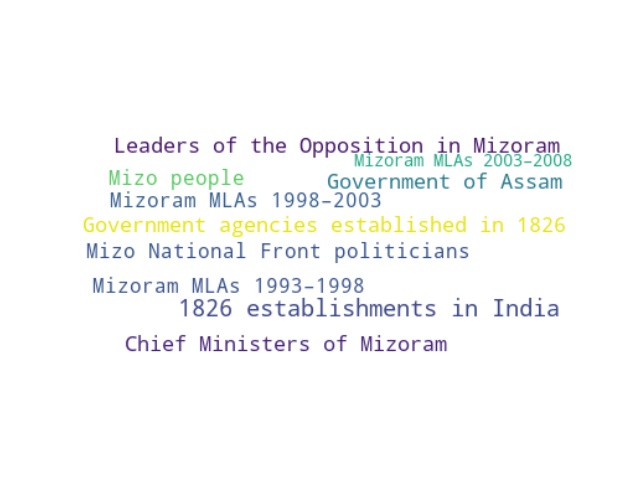 Leaders of the Opposition in Mizoram
Mizoram MLAs 2003–2008
Mizo people
Government of Assam
Mizoram MLAs 1998–2003
Government agencies established in 1826
Mizo National Front politicians
Mizoram MLAs 1993–1998
1826 establishments in India
Chief Ministers of Mizoram